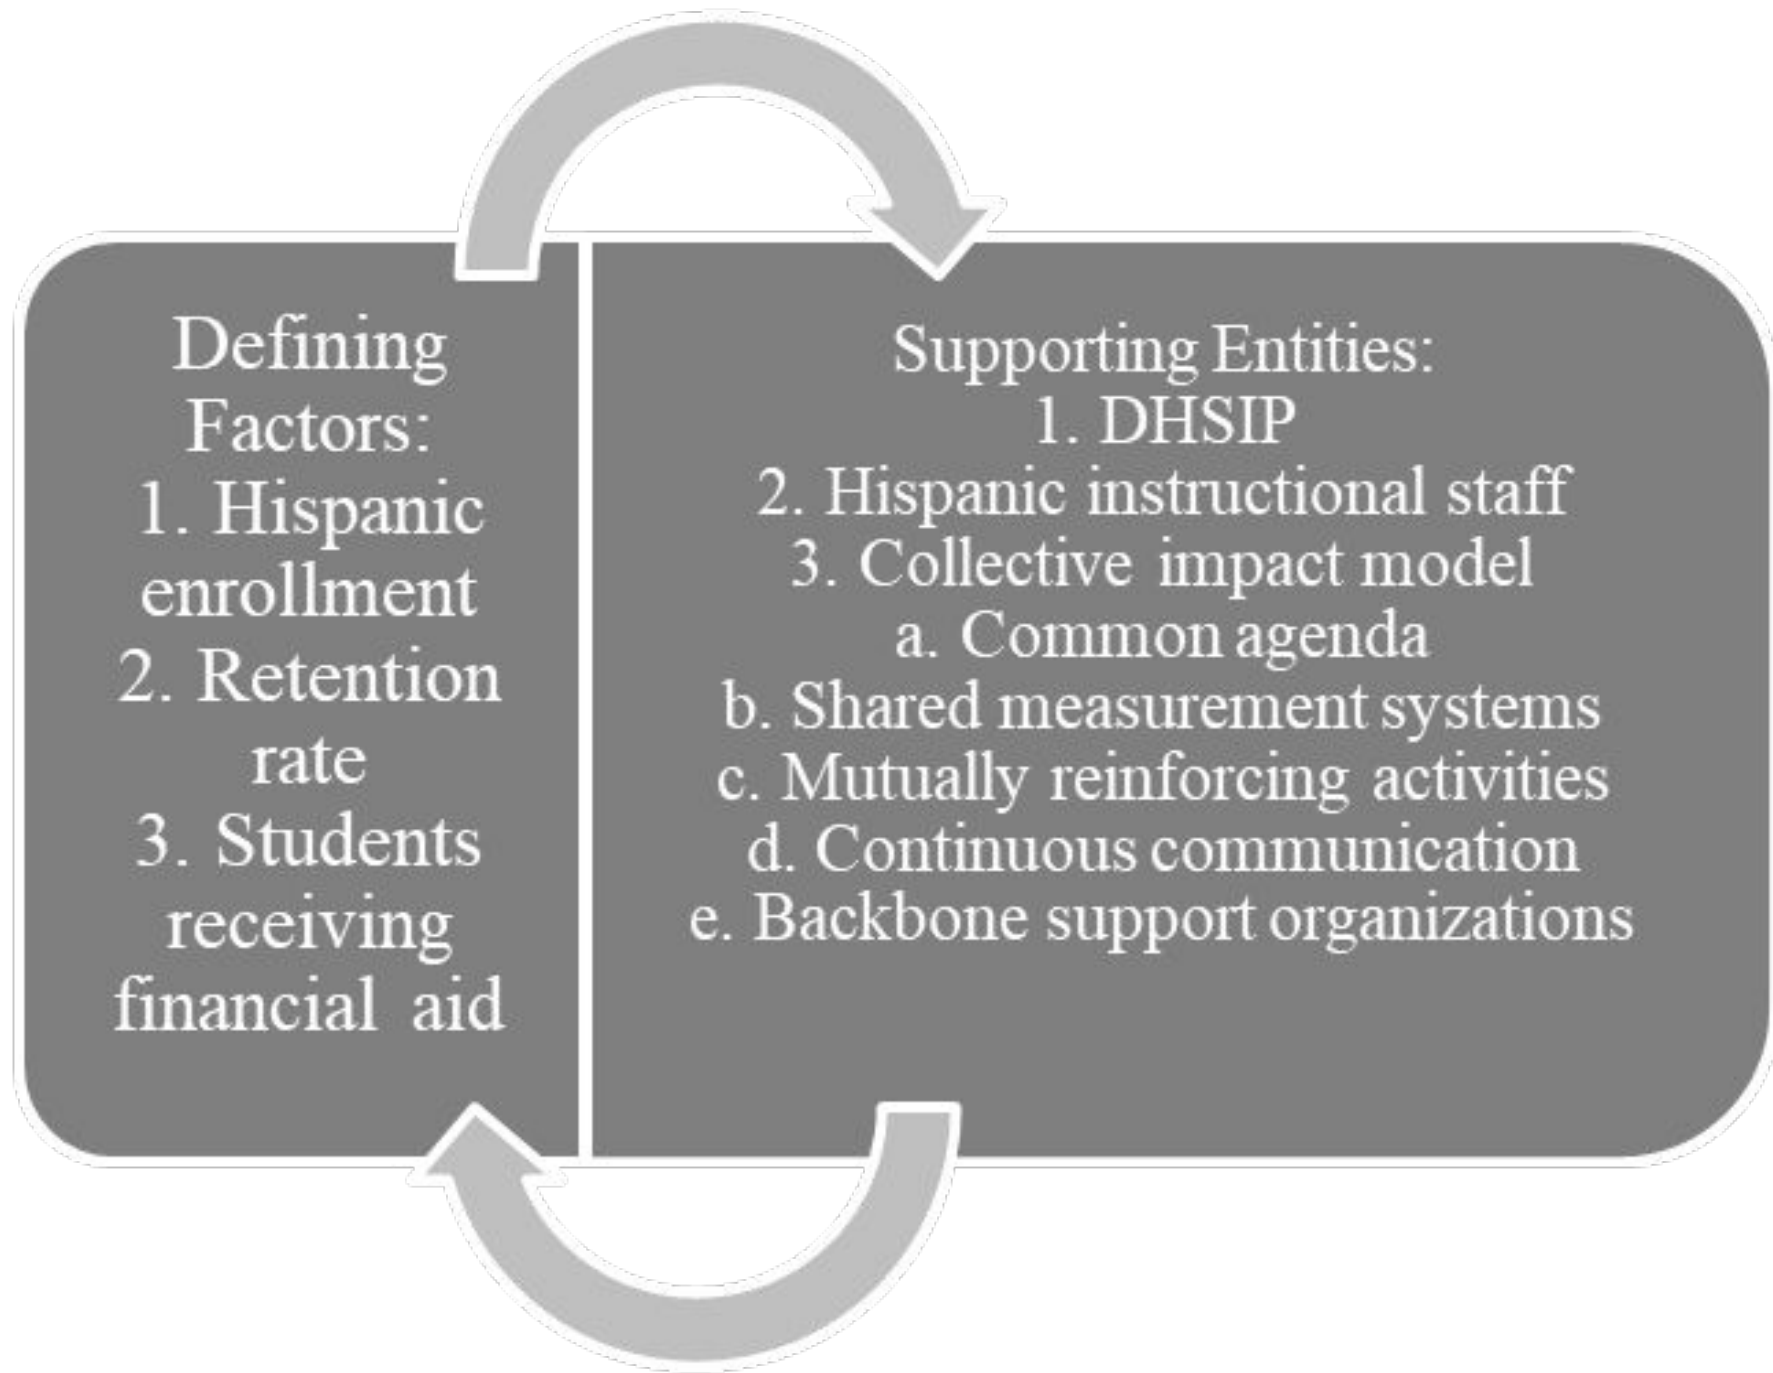 Defining
Factors:
1. Hispanic
enrollment
2. Retention
rate
3. Students
receiving
financial aid
Supporting Entities:
1. DHSIP
2. Hispanic instructional staff
3. Collective impact model
a. Common agenda
b. Shared measurement systems
c. Mutually reinforcing activities
d. Continuous communication
e. Backbone support organizations